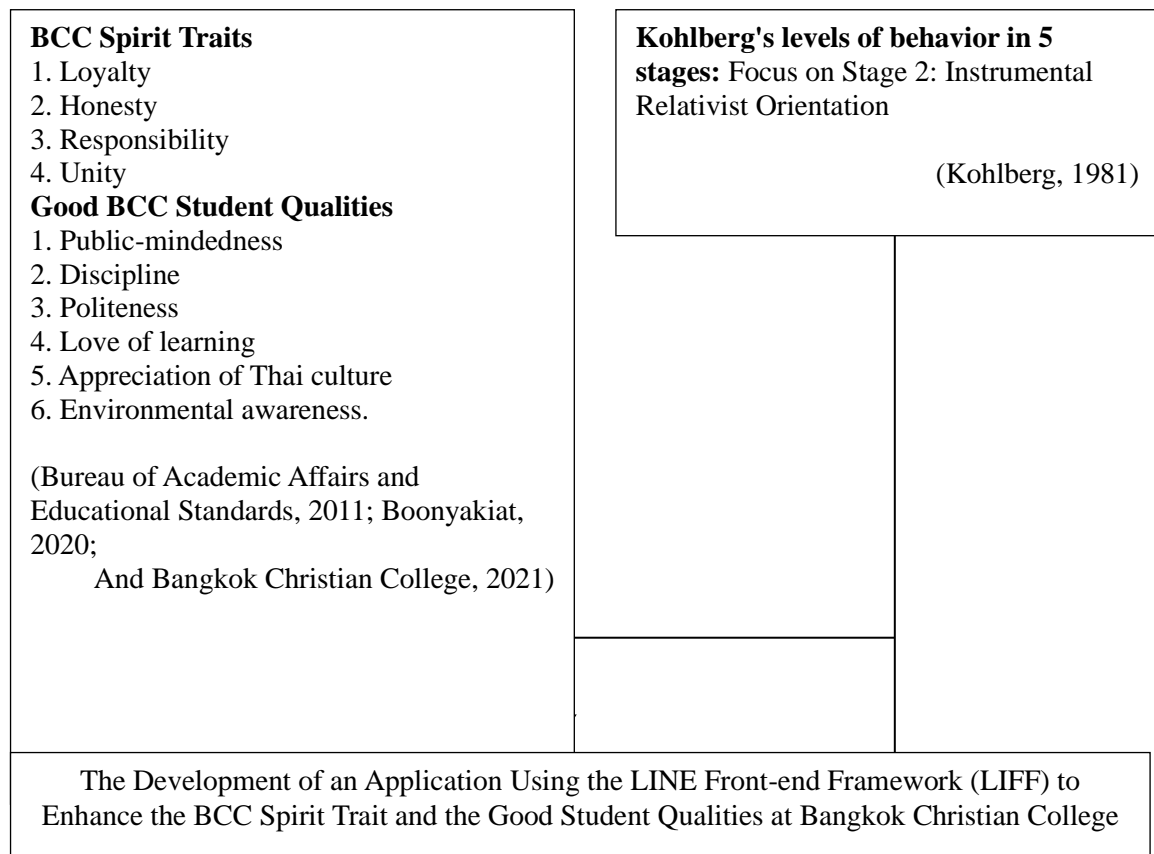 BCC Spirit Traits
1. Loyalty
2. Honesty
3. Responsibility
4. Unity
Good BCC Student Qualities
1. Public-mindedness
2. Discipline
3. Politeness
4. Love of learning
5. Appreciation of Thai culture
6. Environmental awareness.
(Bureau of Academic Affairs and
Educational Standards, 2011; Boonyakiat,
2020;
And Bangkok Christian College, 2021)
Kohlberg's levels of behavior in 5
stages: Focus on Stage 2: Instrumental
Relativist Orientation
(Kohlberg, 1981)
The Development of an Application Using the LINE Front-end Framework (LIFF) to
Enhance the BCC Spirit Trait and the Good Student Qualities at Bangkok Christian College